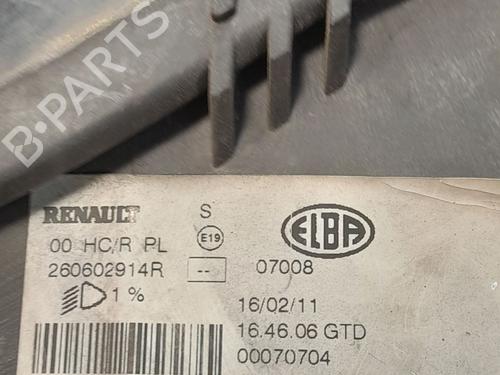 B-PARTS
RENAULT S
00 HC/R PL E19 ELBA
260602914R -- 07008
1 % 16/02/11
16.46.06 GTD
00070704